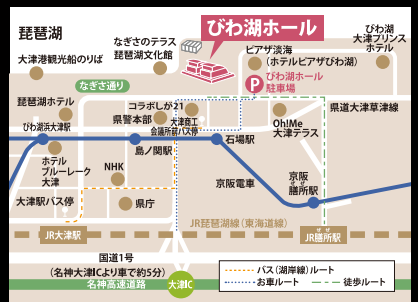 琵琶湖
びわ湖ホール
なぎさのテラス
琵琶湖文化館
ピアザ淡海
(ホテルピアザびわ湖)
びわ湖
大津プリンス
ホテル
大津港観光船のりば
なぎさ通り
P
びわ湖ホール
駐車場
琵琶湖ホテル
コラボしが21
県警本部
大津商工
会議所前バス停
Oh!Me
大津テラス
県道大津草津線
びわ湖浜大津駅
島ノ関駅
石場駅
ホテル
ブルーレーク
大津
NHK
京阪電車
京阪
膳所駅
ぜぜ
大津駅バス停
県庁
JR琵琶湖線(東海道線)
JR大津駅
JR膳所駅
ぜぜ
国道1号
(名神大津ICより車で約5分)
名神高速道路
大津IC
バス(湖岸線)ルート
お車ルート
徒歩ルート